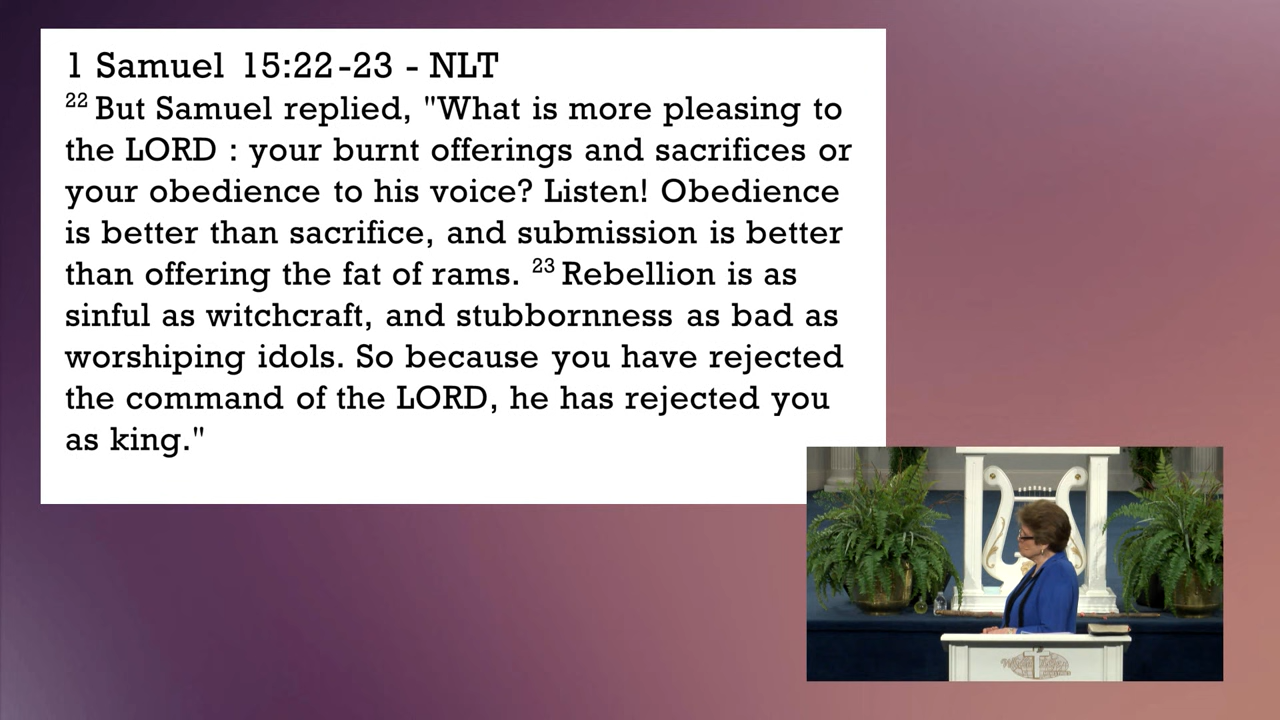 1 Samuel 15:22-23 - NLT
22 But Samuel replied, "What is more pleasing to
the LORD : your burnt offerings and sacrifices or
your obedience to his voice? Listen! Obedience
is better than sacrifice, and submission is better
than offering the fat of rams. 23 Rebellion is as
sinful as witchcraft, and stubbornness as bad as
worshiping idols. So because you have rejected
the command of the LORD, he has rejected you
as king."